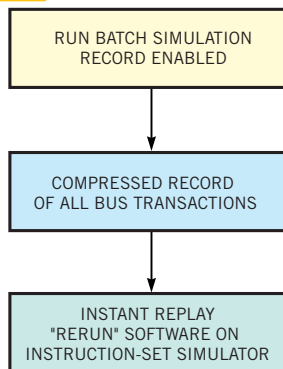 RUN BATCH SIMULATION
RECORD ENABLED
COMPRESSED RECORD
OF ALL BUS TRANSACTIONS
INSTANT REPLAY
"RERUN" SOFTWARE ON
INSTRUCTION-SET SIMULATOR